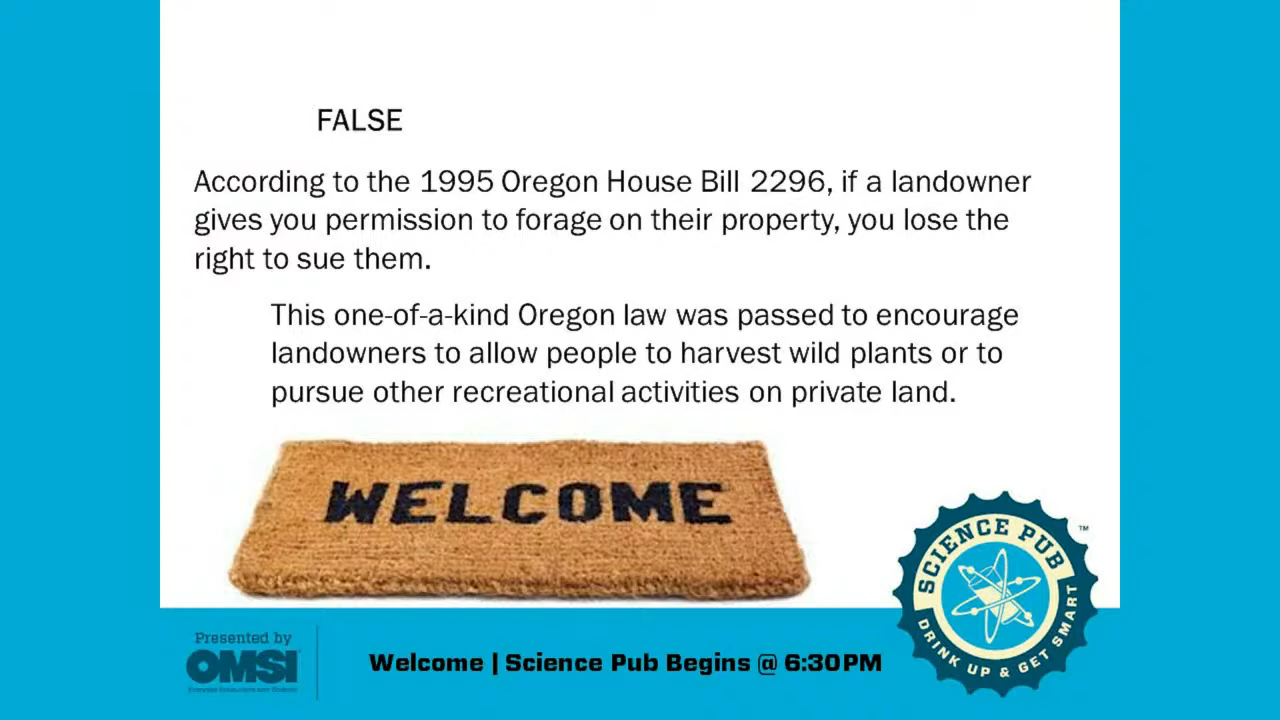 FALSE
According to the 1995 Oregon House Bill 2296, if a landowner
gives you permission to forage on their property, you lose the
right to sue them.
This one-of-a-kind Oregon law was passed to encourage
landowners to allow people to harvest wild plants or to
pursue other recreational activities on private land.
WELCOME
SCIENCE PUB
™
DRINK UP & GET SMART
Presented by
OMSI
Welcome | Science Pub Begins @ 6:30PM